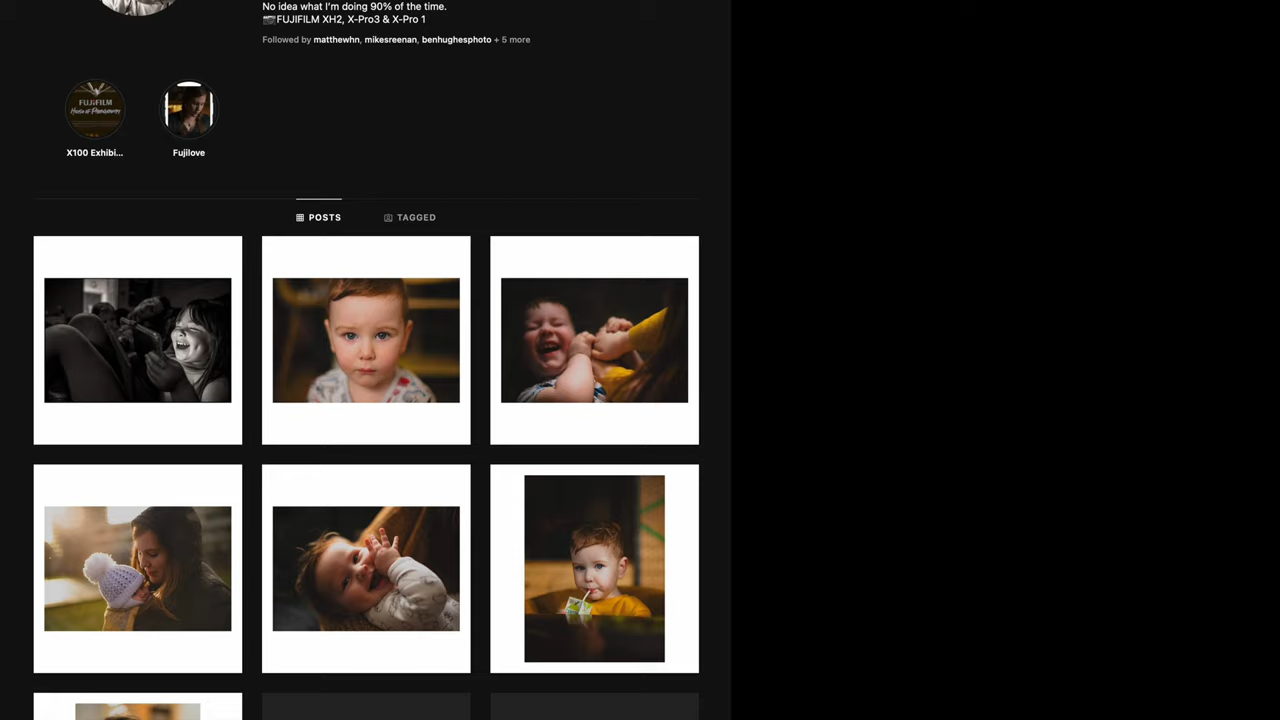 No idea what I'm doing 90% of the time.
📷FUJIFILM XH2, X-Pro3 & X-Pro 1
Followed by matthewhn, mikesreenan, benhughesphoto + 5 more
FUJIFILM
X100 Exhibi...
Fujilove
POSTS
TAGGED